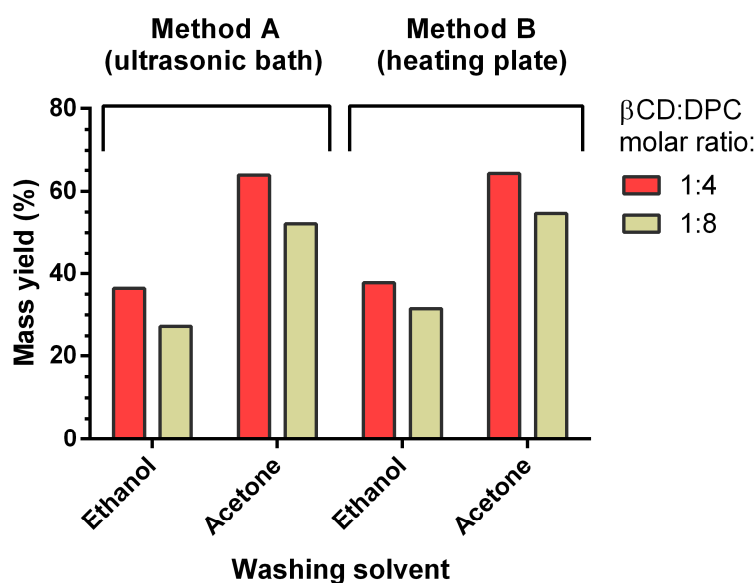 Method A
(ultrasonic bath)
Method B
(heating plate)
βCD:DPC
molar ratio:
1:4
1:8
Mass yield (%)
80
60
40
20
0
Ethanol
Acetone
Ethanol
Acetone
Washing solvent